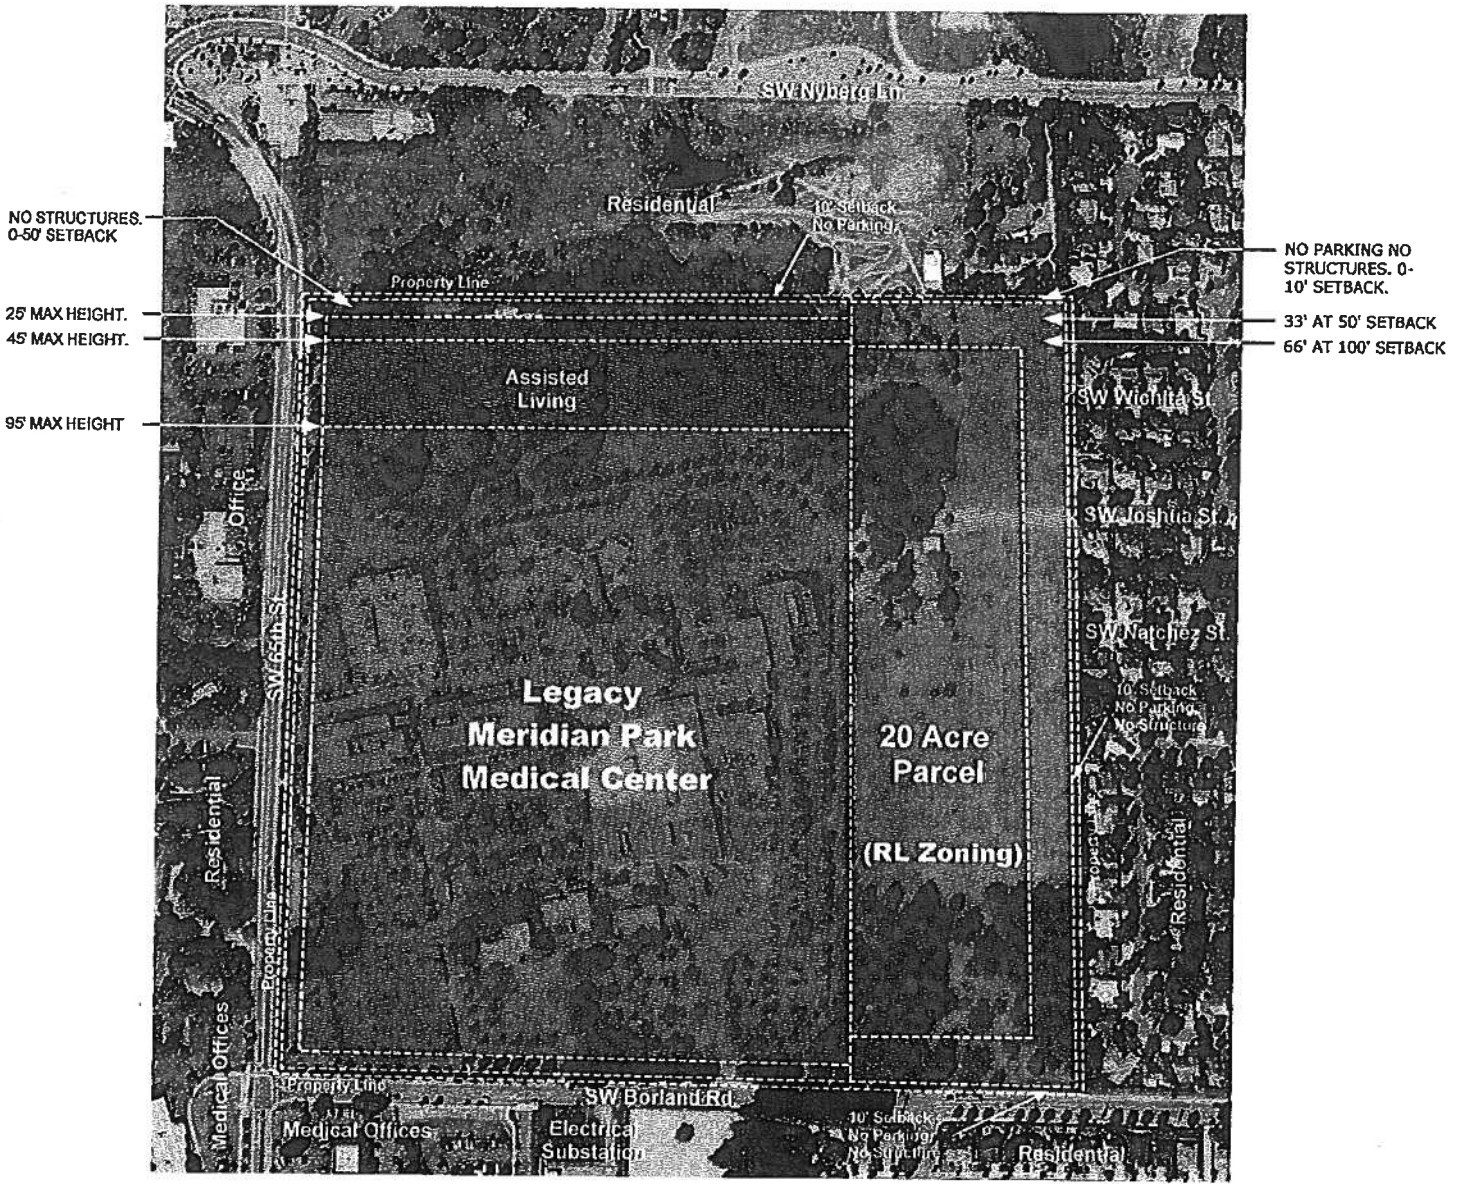 SW Nyberg Ln
Residential
10' Setback
No Parking
NO STRUCTURES.
0-50' SETBACK
NO PARKING NO
STRUCTURES. 0-
10' SETBACK.
Property Line
25' MAX HEIGHT.
33' AT 50' SETBACK
45' MAX HEIGHT.
66' AT 100' SETBACK
Assisted
Living
SW Wichita St.
95' MAX HEIGHT
Office
SW Joshua St.
SW 65th St.
SW Natchez St.
Legacy
Meridian Park
Medical Center
20 Acre
Parcel
(RL Zoning)
10' Setback
No Parking
No Structure
Residential
Property Line
Residential
Property Line
Medical Offices
Property Line
SW Borland Rd.
Medical Offices
Electrical
Substation
10' Setback
No Parking
No Structure
Residential